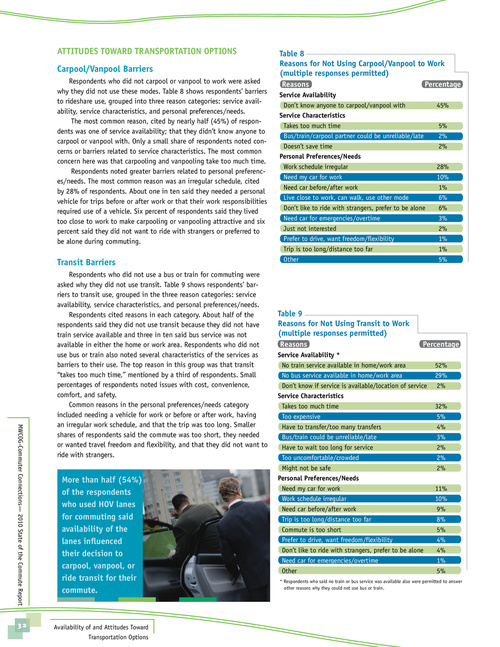 ATTITUDES TOWARD TRANSPORTATION OPTIONS
Carpool/Vanpool Barriers
Respondents who did not carpool or vanpool to work were asked
why they did not use these modes. Table 8 shows respondents' barriers
to rideshare use, grouped into three reason categories: service avail-
ability, service characteristics, and personal preferences/needs.
The most common reason, cited by nearly half (45%) of respon-
dents was one of service availability; that they didn't know anyone to
carpool or vanpool with. Only a small share of respondents noted con-
cerns or barriers related to service characteristics. The most common
concern here was that carpooling and vanpooling take too much time.
Respondents noted greater barriers related to personal preferenc-
es/needs. The most common reason was an irregular schedule, cited
by 28% of respondents. About one in ten said they needed a personal
vehicle for trips before or after work or that their work responsibilities
required use of a vehicle. Six percent of respondents said they lived
too close to work to make carpooling or vanpooling attractive and six
percent said they did not want to ride with strangers or preferred to
be alone during commuting.
Transit Barriers
Respondents who did not use a bus or train for commuting were
asked why they did not use transit. Table 9 shows respondents' bar-
riers to transit use, grouped in the three reason categories: service
availability, service characteristics, and personal preferences/needs.
Respondents cited reasons in each category. About half of the
respondents said they did not use transit because they did not have
train service available and three in ten said bus service was not
available in either the home or work area. Respondents who did not
use bus or train also noted several characteristics of the services as
barriers to their use. The top reason in this group was that transit
"takes too much time," mentioned by a third of respondents. Small
percentages of respondents noted issues with cost, convenience,
comfort, and safety.
Common reasons in the personal preferences/needs category
included needing a vehicle for work or before or after work, having
an irregular work schedule, and that the trip was too long. Smaller
shares of respondents said the commute was too short, they needed
or wanted travel freedom and flexibility, and that they did not want to
ride with strangers.
More than half (54%)
of the respondents
who used HOV lanes
for commuting said
availability of the
lanes influenced
their decision to
carpool, vanpool, or
ride transit for their
commute.
Table 8
Reasons for Not Using Carpool/Vanpool to Work
(multiple responses permitted)
Reasons Percentage
Service Availability
Don't know anyone to carpool/vanpool with 45%
Service Characteristics
Takes too much time 5%
Bus/train/carpool partner could be unreliable/late 2%
Doesn't save time 2%
Personal Preferences/Needs
Work schedule irregular 28%
Need my car for work 10%
Need car before/after work 1%
Live close to work, can walk, use other mode 6%
Don't like to ride with strangers, prefer to be alone 6%
Need car for emergencies/overtime 3%
Just not interested 2%
Prefer to drive, want freedom/flexibility 1%
Trip is too long/distance too far 1%
Other 5%
Table 9
Reasons for Not Using Transit to Work
(multiple responses permitted)
Reasons Percentage
Service Availability *
No train service available in home/work area 52%
No bus service available in home/work area 29%
Don't know if service is available/location of service 2%
Service Characteristics
Takes too much time 32%
Too expensive 5%
Have to transfer/too many transfers 4%
Bus/train could be unreliable/late 3%
Have to wait too long for service 2%
Too uncomfortable/crowded 2%
Might not be safe 2%
Personal Preferences/Needs
Need my car for work 11%
Work schedule irregular 10%
Need car before/after work 9%
Trip is too long/distance too far 8%
Commute is too short 5%
Prefer to drive, want freedom/flexibility 4%
Don't like to ride with strangers, prefer to be alone 4%
Need car for emergencies/overtime 1%
Other 5%
* Respondents who said no train or bus service was available also were permitted to answer
other reasons why they could not use bus or train.
MWCOG-Commuter Connections— 2010 State of the Commute Report
32
Availability of and Attitudes Toward
Transportation Options